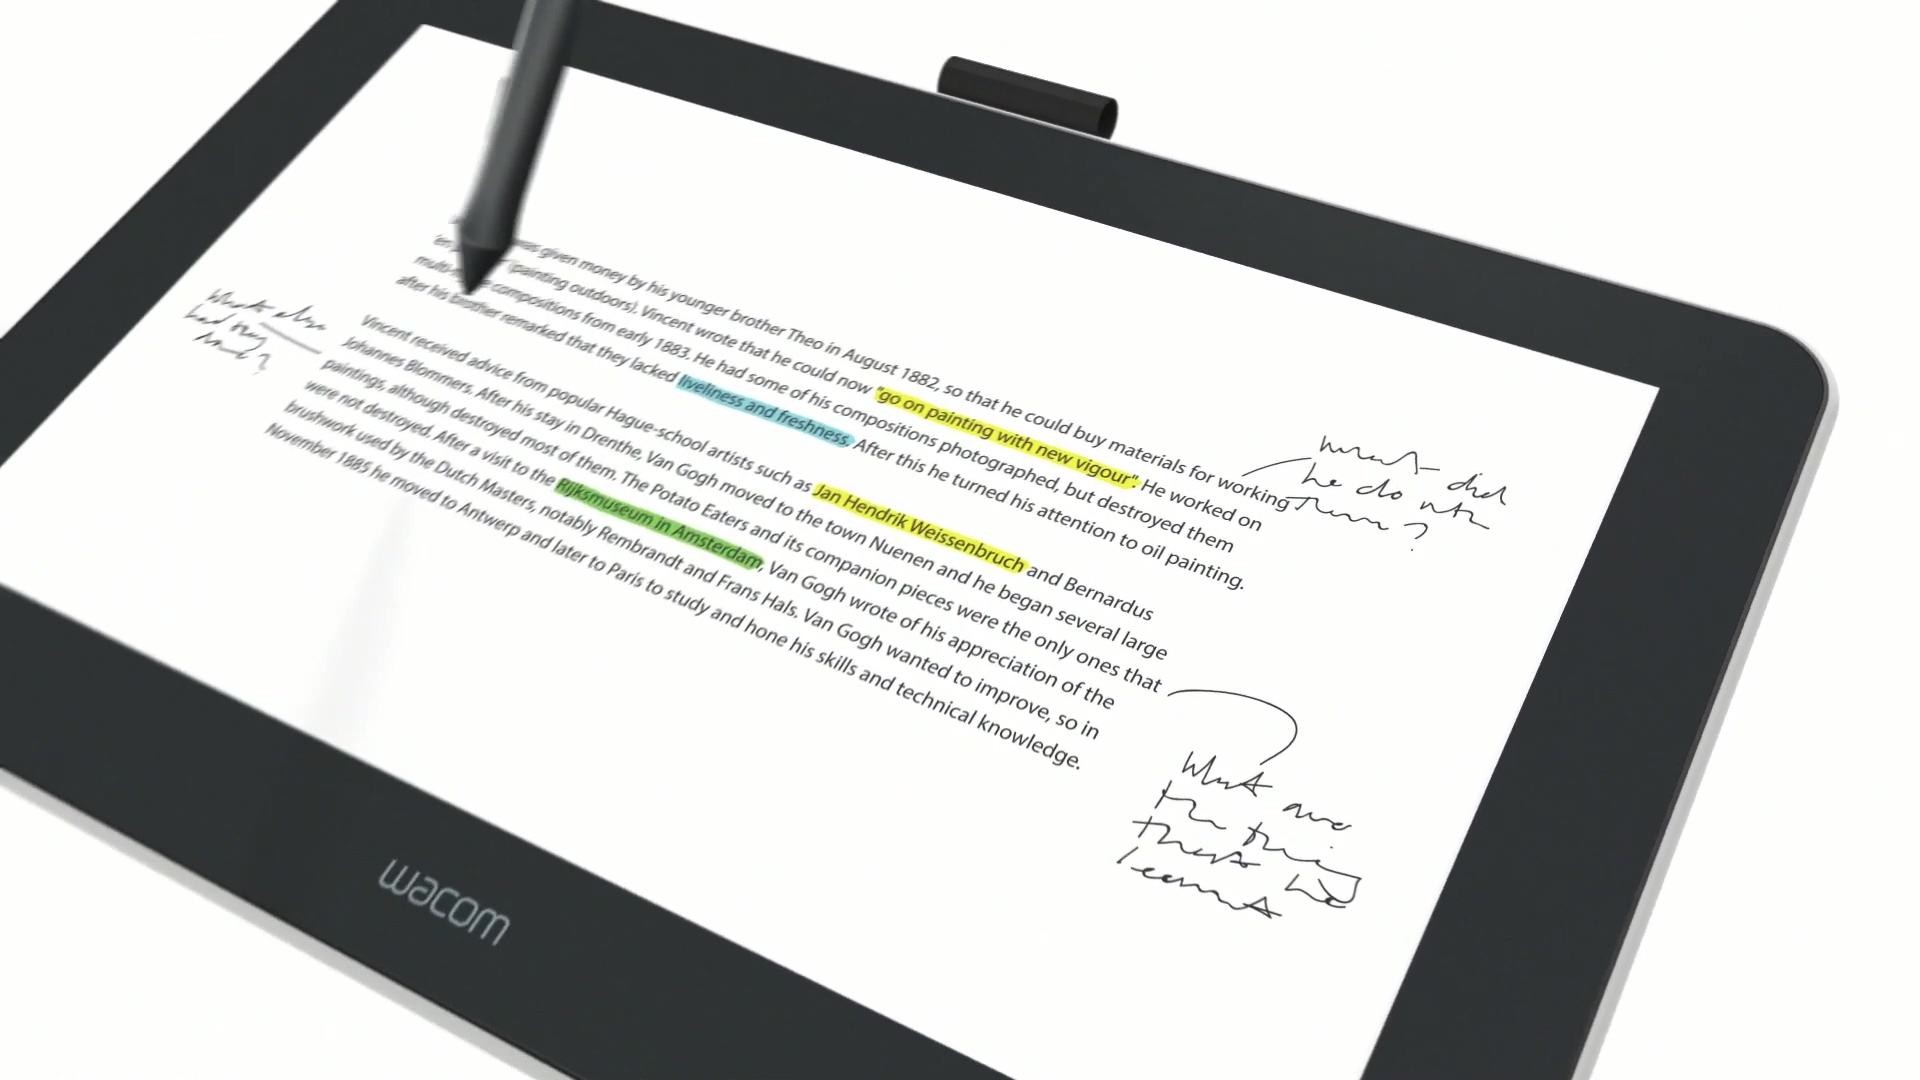 given money by his younger brother Theo in August 1882, so that he could buy materials for working
(painting outdoors). Vincent wrote that he could now "go on painting with new vigour". He worked on
compositions from early 1883. He had some of his compositions photographed, but destroyed them
after his brother remarked that they lacked liveliness and freshness. After this he turned his attention to oil painting.
Vincent received advice from popular Hague-school artists such as Jan Hendrik Weissenbruch and Bernardus
Johannes Blommers. After his stay in Drenthe, Van Gogh moved to the town Nuenen and he began several large
paintings, although destroyed most of them. The Potato Eaters and its companion pieces were the only ones that
were not destroyed. After a visit to the Rijksmuseum in Amsterdam, Van Gogh wrote of his appreciation of the
brushwork used by the Dutch Masters, notably Rembrandt and Frans Hals. Van Gogh wanted to improve, so in
November 1885 he moved to Antwerp and later to Paris to study and hone his skills and technical knowledge.
What else
had they
what did
he do with
them?
What are
the things
that he
learnt
wacom